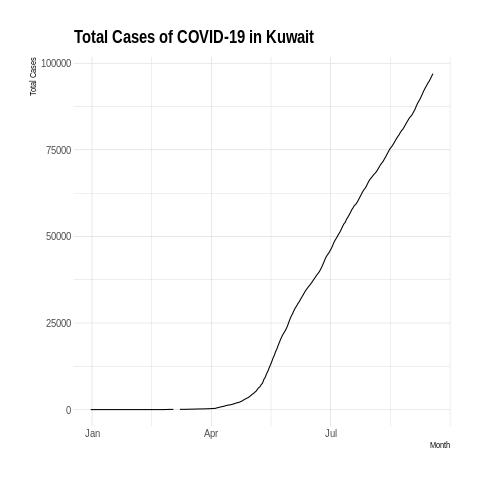 Total Cases of COVID-19 in Kuwait
Total Cases
100000
75000
50000
25000
0
Jan Apr Jul
Month